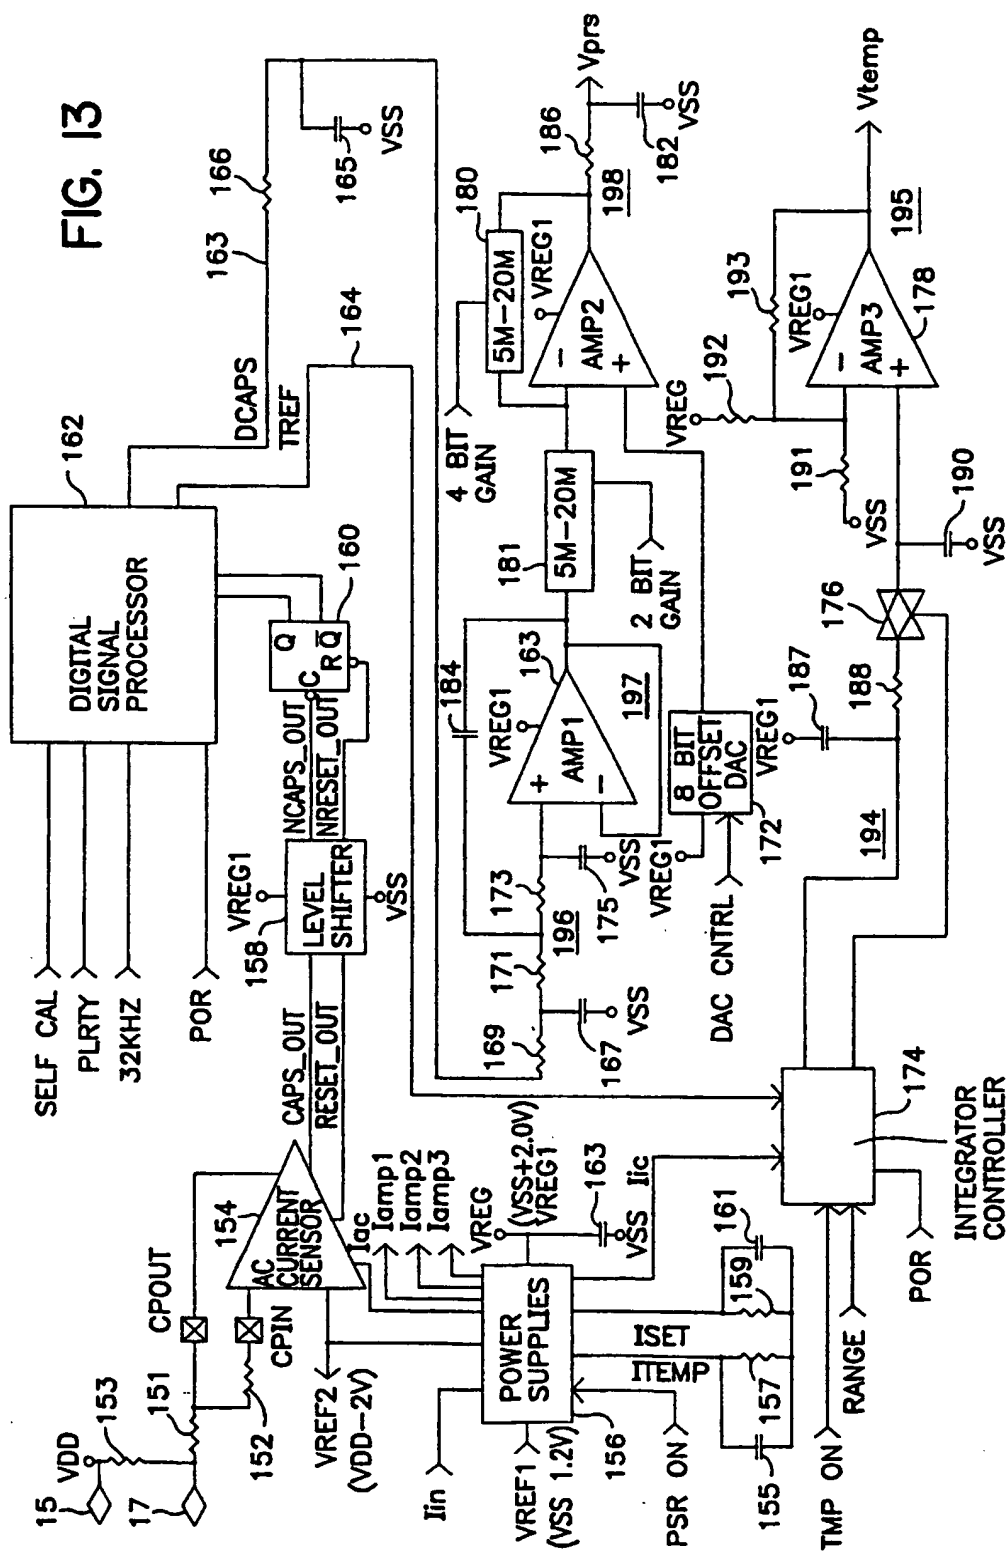 FIG. 13
15
VDD
153
17
151
152
CPOUT
CPIN
VREF2
(VDD-2V)
154
AC
CURRENT
SENSOR
Iac
Iamp1
Iamp2
Iamp3
CAPS_OUT
RESET_OUT
158
VREG1
LEVEL
SHIFTER
VSS
NCAPS_OUT
NRESET_OUT
C
Q
R
Q̅
160
SELF CAL
PLRTY
32KHZ
POR
DIGITAL
SIGNAL
PROCESSOR
162
DCAPS
TREF
163
164
166
165
VSS
Iin
VREF1
(VSS 1.2V)
156
POWER
SUPPLIES
VREG
(VSS+2.0V)
VREG1
163
VSS
Iic
PSR ON
ISET
ITEMP
155
157
159
161
169
167
VSS
171
196
173
175
VSS
184
VREG1
163
+
AMP1
−
197
181
5M-20M
2 BIT
GAIN
4 BIT
GAIN
180
5M-20M
VREG1
−
AMP2
+
198
186
Vprs
182
VSS
VREG1
8 BIT
OFFSET
DAC
172
DAC CNTRL
TMP ON
RANGE
POR
174
INTEGRATOR
CONTROLLER
194
VREG1
187
188
176
190
VSS
VSS
191
VREG
192
193
VREG1
−
AMP3
+
178
195
Vtemp